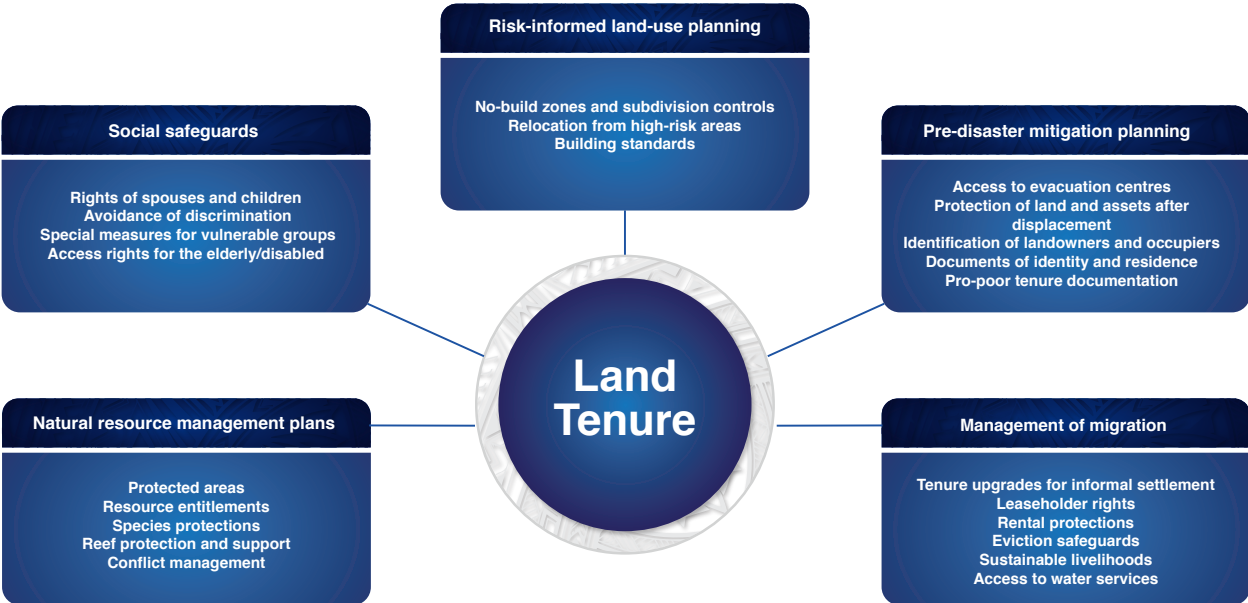 Risk-informed land-use planning
No-build zones and subdivision controls
Relocation from high-risk areas
Building standards
Social safeguards
Rights of spouses and children
Avoidance of discrimination
Special measures for vulnerable groups
Access rights for the elderly/disabled
Pre-disaster mitigation planning
Access to evacuation centres
Protection of land and assets after
displacement
Identification of landowners and occupiers
Documents of identity and residence
Pro-poor tenure documentation
Land
Tenure
Natural resource management plans
Protected areas
Resource entitlements
Species protections
Reef protection and support
Conflict management
Management of migration
Tenure upgrades for informal settlement
Leaseholder rights
Rental protections
Eviction safeguards
Sustainable livelihoods
Access to water services